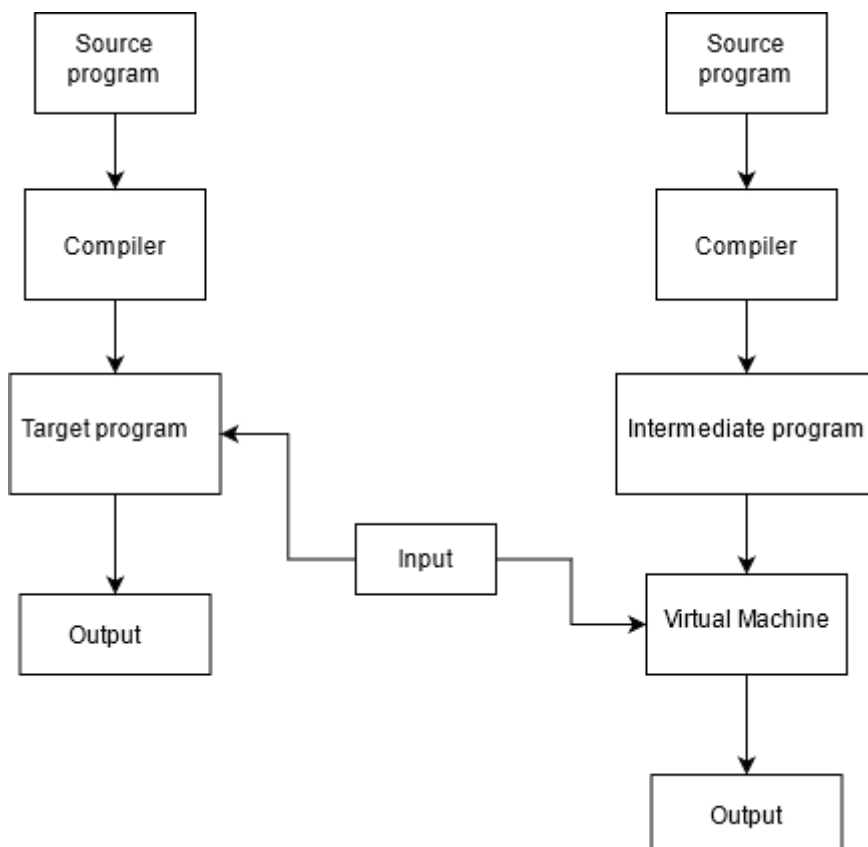 Source
program
Compiler
Target program
Output
Input
Source
program
Compiler
Intermediate program
Virtual Machine
Output